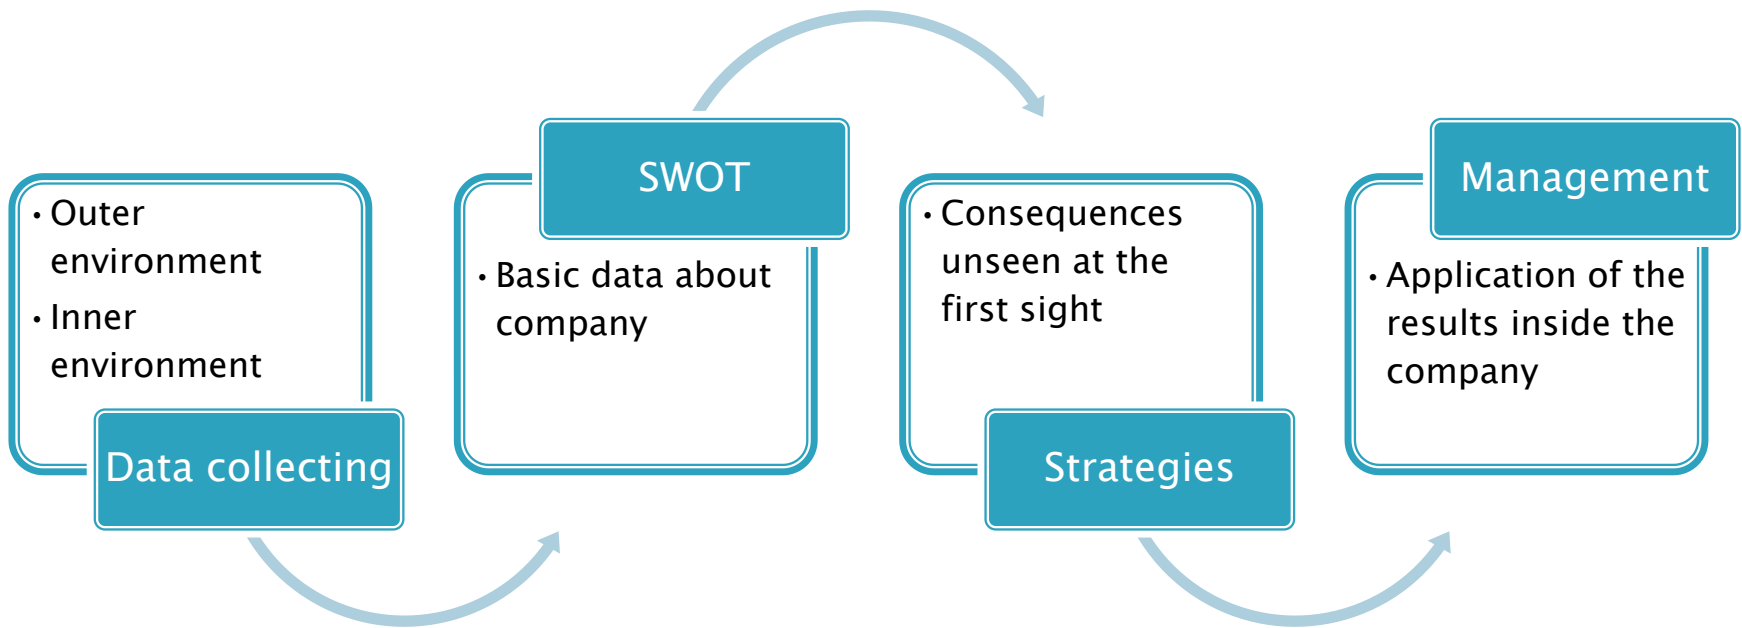 • Outer
environment
• Inner
environment
Data collecting
SWOT
• Basic data about
company
• Consequences
unseen at the
first sight
Strategies
Management
• Application of the
results inside the
company